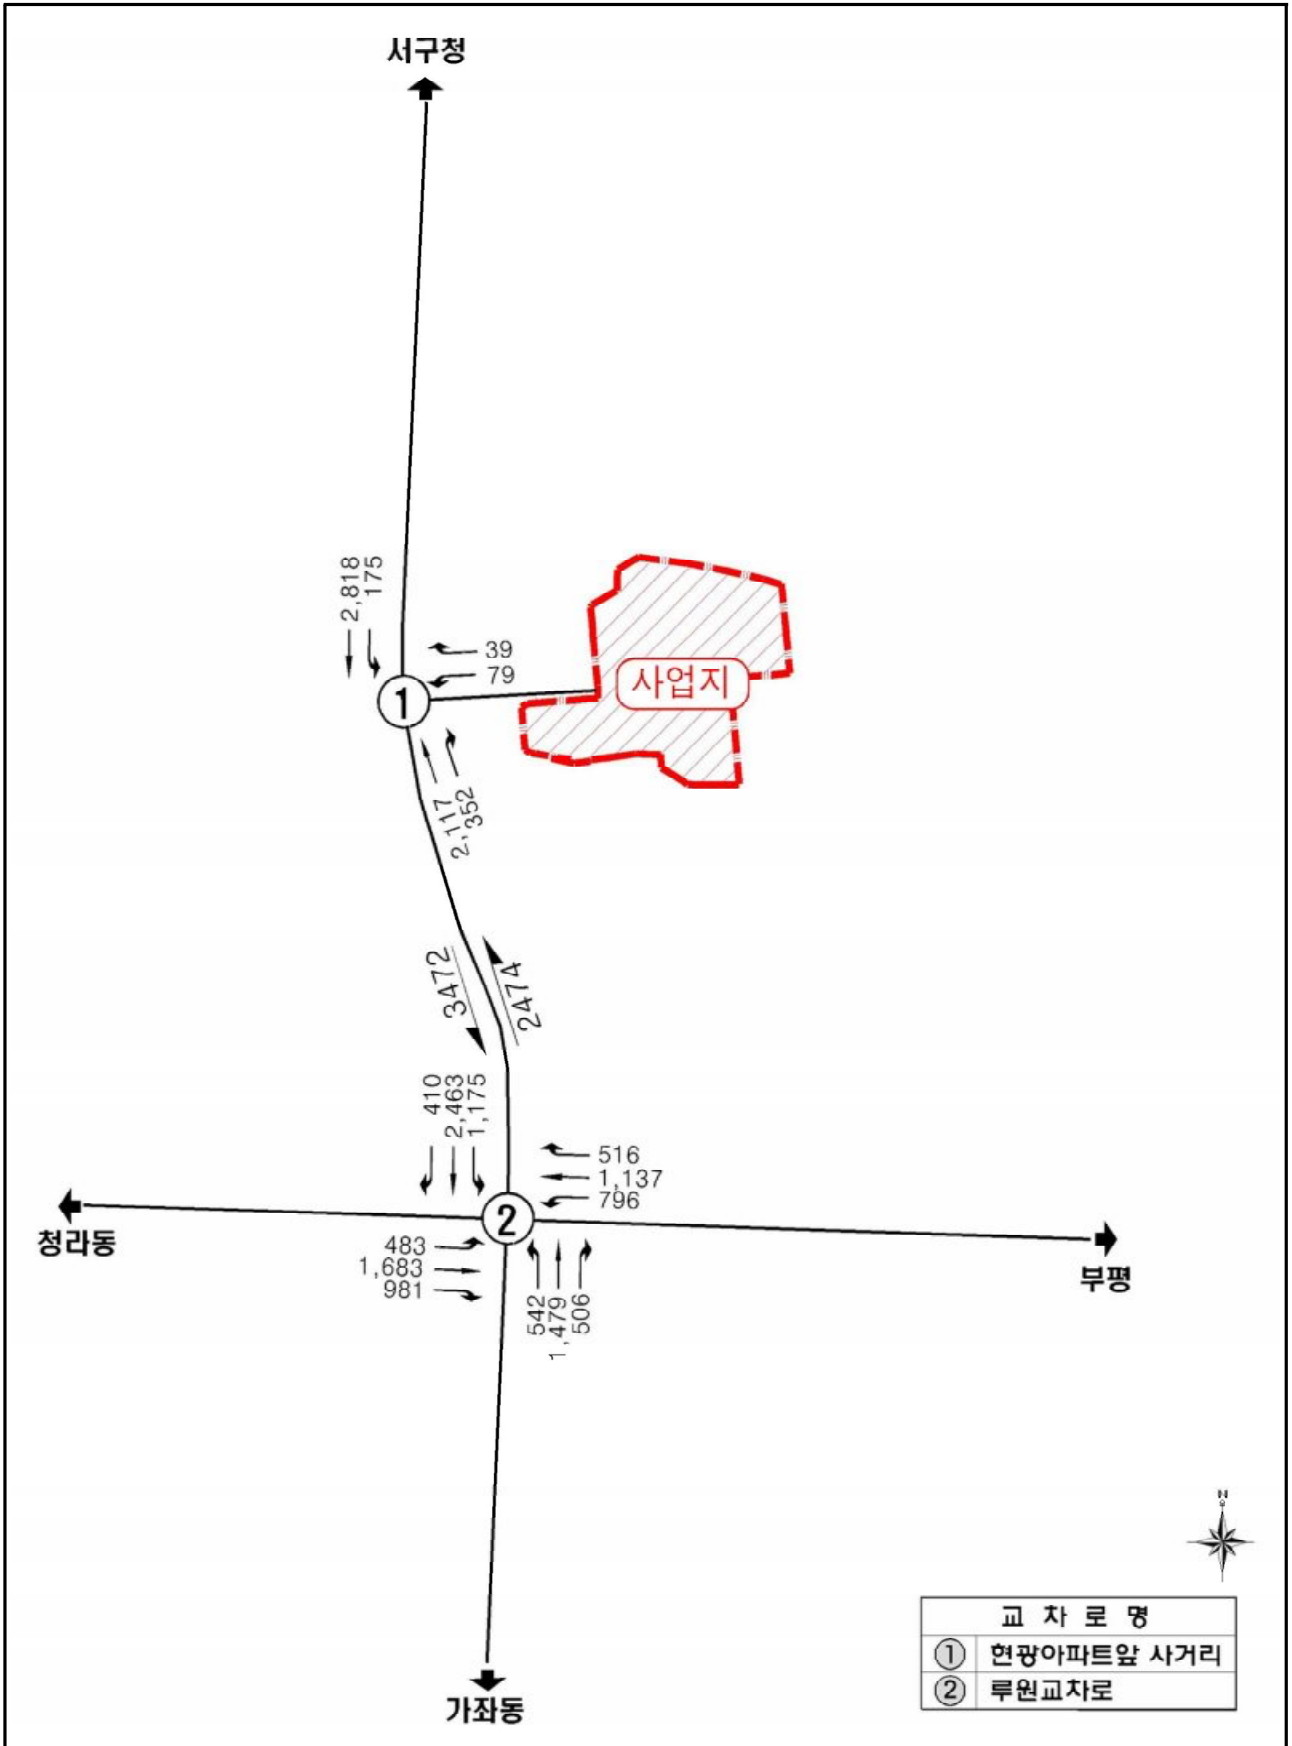 서구청
2,818
175
39
79
①
사업지
2,117
352
3472
2474
410
2,463
1,175
516
1,137
796
②
청라동
부평
483
1,683
981
542
1,479
506
가좌동
N
교 차 로 명
① 현광아파트앞 사거리
② 루원교차로